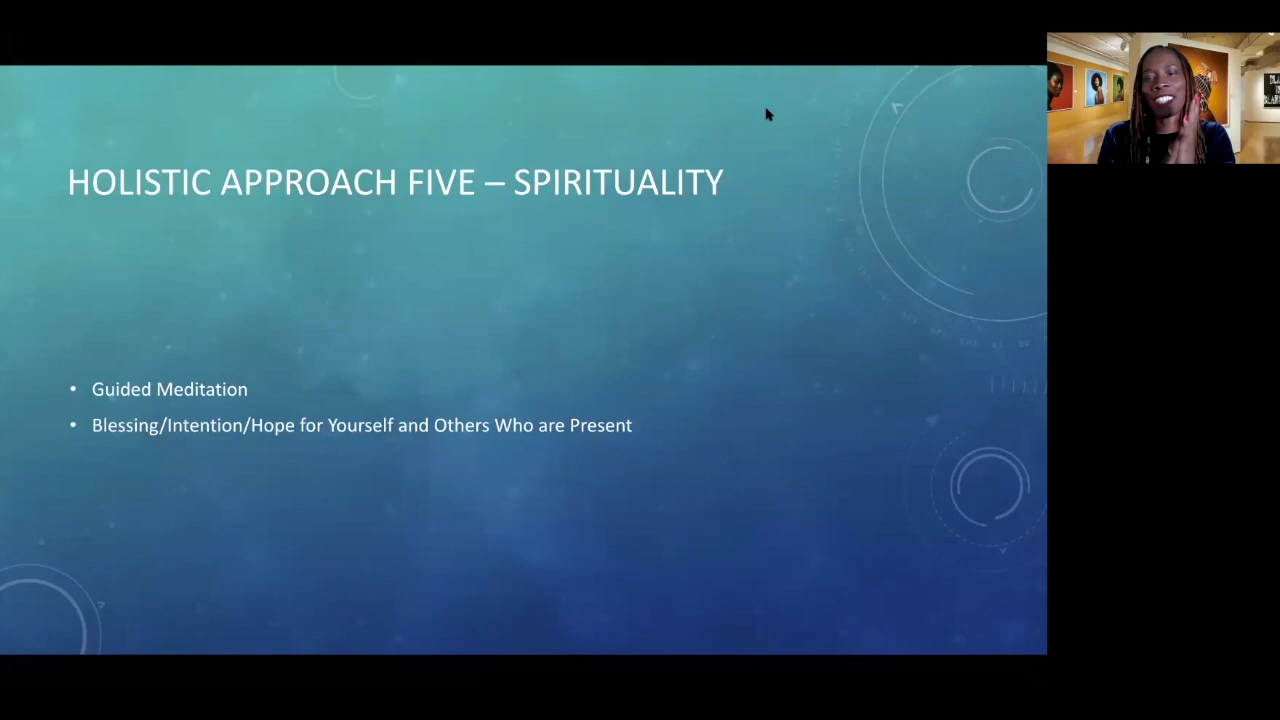 HOLISTIC APPROACH FIVE – SPIRITUALITY
• Guided Meditation
• Blessing/Intention/Hope for Yourself and Others Who are Present